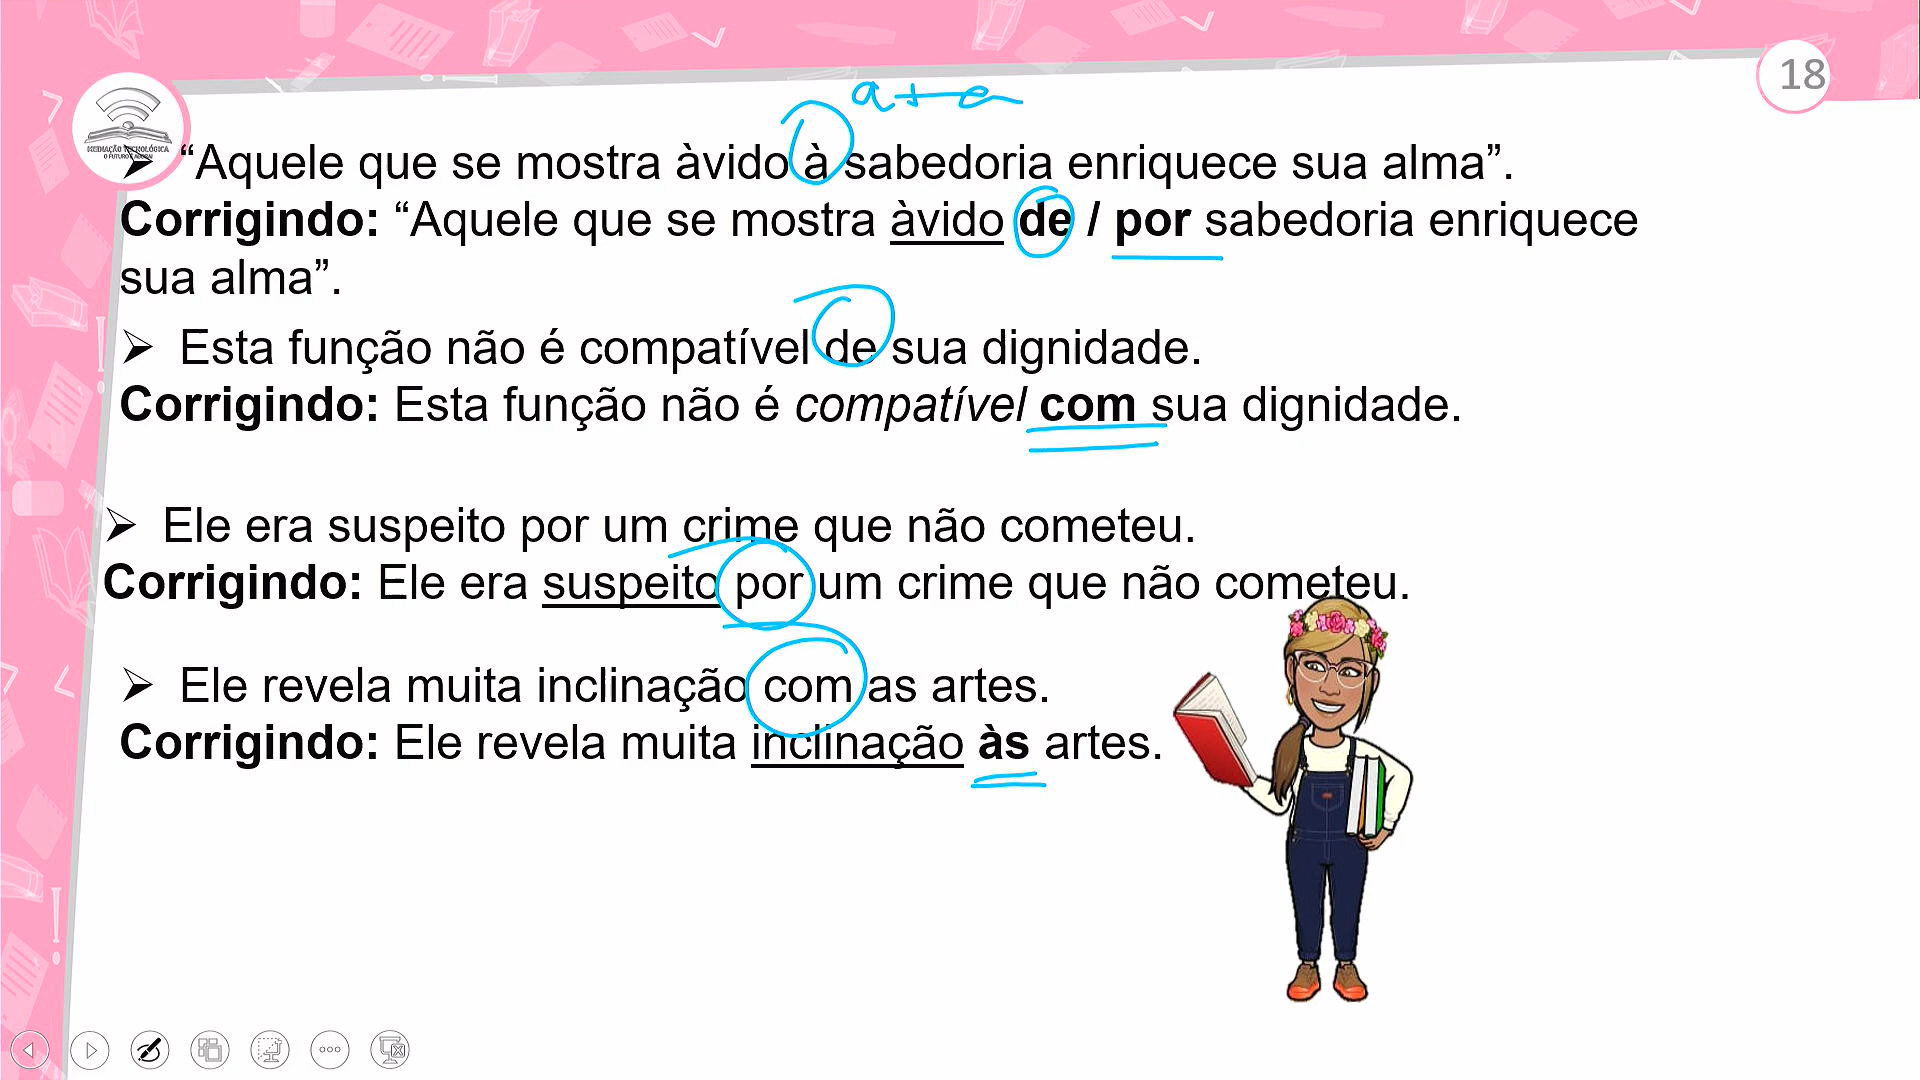 18
a + a
MEDIAÇÃO TECNOLÓGICA
➢ “Aquele que se mostra àvido à sabedoria enriquece sua alma”.
Corrigindo: “Aquele que se mostra àvido de / por sabedoria enriquece
sua alma”.
➢ Esta função não é compatível de sua dignidade.
Corrigindo: Esta função não é compatível com sua dignidade.
➢ Ele era suspeito por um crime que não cometeu.
Corrigindo: Ele era suspeito por um crime que não cometeu.
➢ Ele revela muita inclinação com as artes.
Corrigindo: Ele revela muita inclinação às artes.